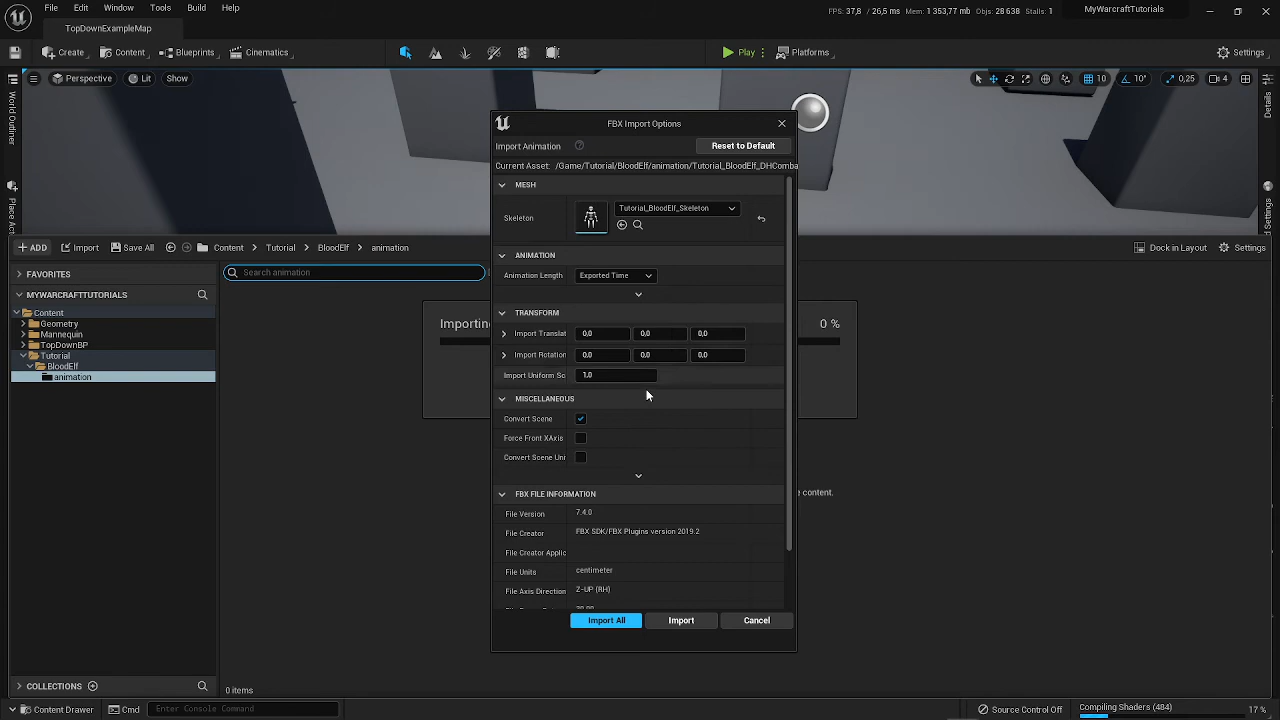 File Edit Window Tools Build Help
FPS: 37,8 / 26,5 ms Mem: 1 353,77 mb Objs: 28 638 Stalls: 1
MyWarcraftTutorials
TopDownExampleMap
Create Content Blueprints Cinematics Play Platforms Settings
Perspective Lit Show 10 10° 0,25 4
World Outliner
Details
Place Act
Settings
FBX Import Options
Import Animation Reset to Default
Current Asset: /Game/Tutorial/BloodElf/animation/Tutorial_BloodElf_DHComba
MESH
Skeleton Tutorial_BloodElf_Skeleton
ANIMATION
Animation Length Exported Time
TRANSFORM
Import Translat 0,0 0,0 0,0
Import Rotation 0,0 0,0 0,0
Import Uniform Sc 1.0
MISCELLANEOUS
Convert Scene
Force Front XAxis
Convert Scene Uni
FBX FILE INFORMATION
File Version 7.4.0
File Creator FBX SDK/FBX Plugins version 2019.2
File Creator Applic
File Units centimeter
File Axis Direction Z-UP (RH)
Import All Import Cancel
ADD Import Save All Content Tutorial BloodElf animation Dock in Layout Settings
FAVORITES
Search animation
MYWARCRAFTTUTORIALS
Content
Geometry
Mannequin
TopDownBP
Tutorial
BloodElf
animation
Importing 0 %
e content.
COLLECTIONS
0 items
Content Drawer Cmd Enter Console Command Source Control Off Compiling Shaders (484) 17 %